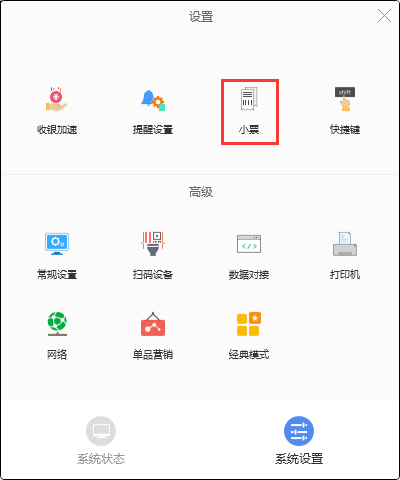 设置
收银加速
提醒设置
小票
shift
快捷键
高级
常规设置
扫码设备
数据对接
打印机
网络
单品营销
经典模式
系统状态
系统设置